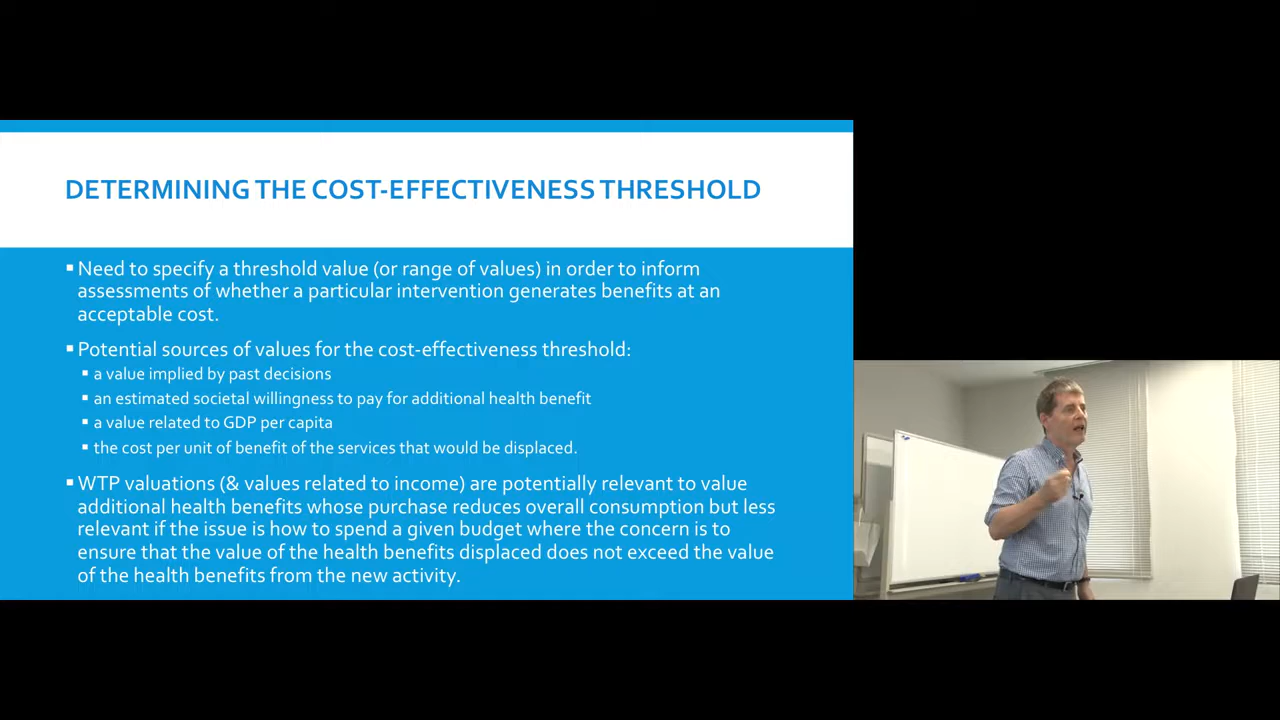 DETERMINING THE COST-EFFECTIVENESS THRESHOLD
▪ Need to specify a threshold value (or range of values) in order to inform
assessments of whether a particular intervention generates benefits at an
acceptable cost.
▪ Potential sources of values for the cost-effectiveness threshold:
▪ a value implied by past decisions
▪ an estimated societal willingness to pay for additional health benefit
▪ a value related to GDP per capita
▪ the cost per unit of benefit of the services that would be displaced.
▪ WTP valuations (& values related to income) are potentially relevant to value
additional health benefits whose purchase reduces overall consumption but less
relevant if the issue is how to spend a given budget where the concern is to
ensure that the value of the health benefits displaced does not exceed the value
of the health benefits from the new activity.